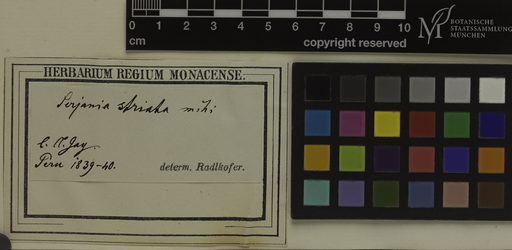 0 1 2 3 4 5 6 7 8 9 10
cm
copyright reserved
BOTANISCHE
STAATSSAMMLUNG
MÜNCHEN
HERBARIUM REGIUM MONACENSE.
Serjania striata mihi
Peru 1839-40.
determ. Radlkofer.